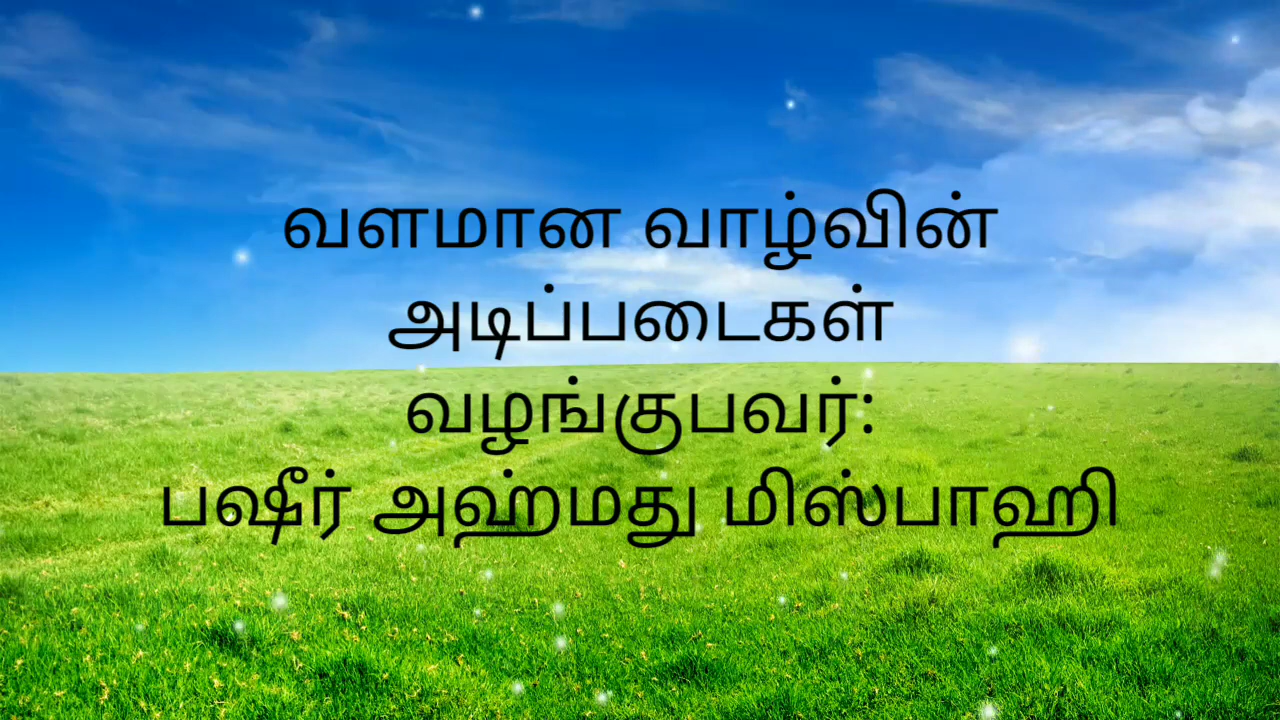 வளமான வாழ்வின்
அடிப்படைகள்
வழங்குபவர்:
பஷீர் அஹ்மது மிஸ்பாஹி